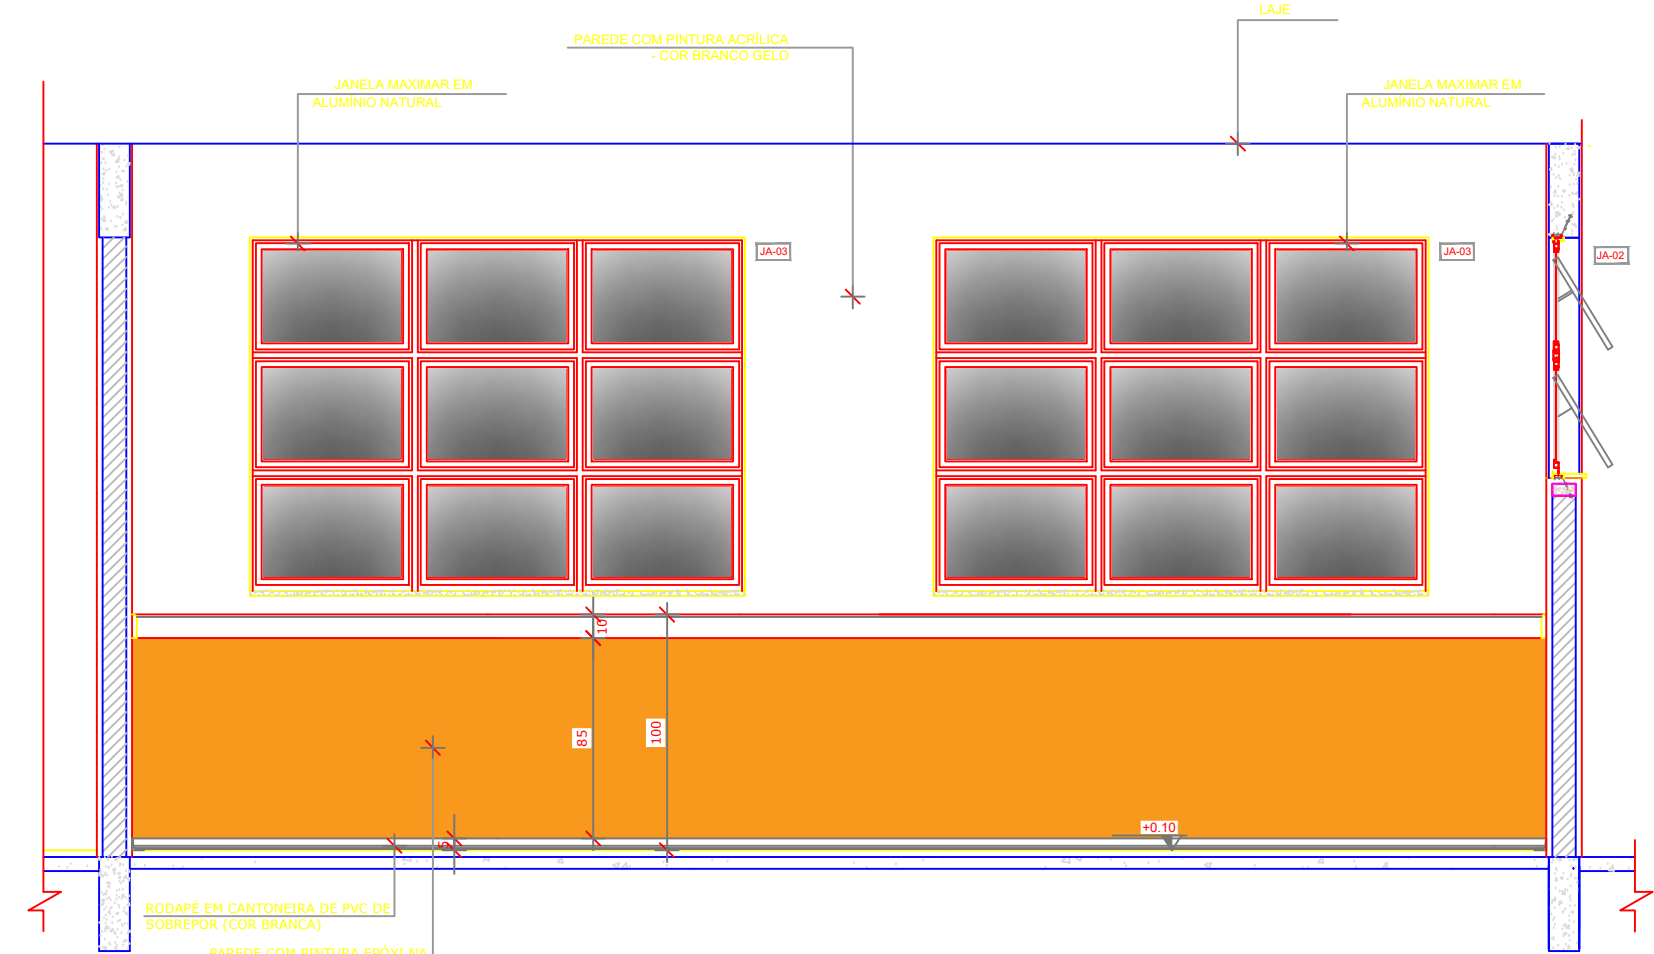 LAJE
PAREDE COM PINTURA ACRÍLICA
- COR BRANCO GELO
JANELA MAXIMAR EM
ALUMÍNIO NATURAL
JANELA MAXIMAR EM
ALUMÍNIO NATURAL
JA-03
JA-03
JA-02
10
85
100
+0.10
5
RODAPÉ EM CANTONEIRA DE PVC DE
SOBREPOR (COR BRANCA)
PAREDE COM PINTURA EPÓXI NA